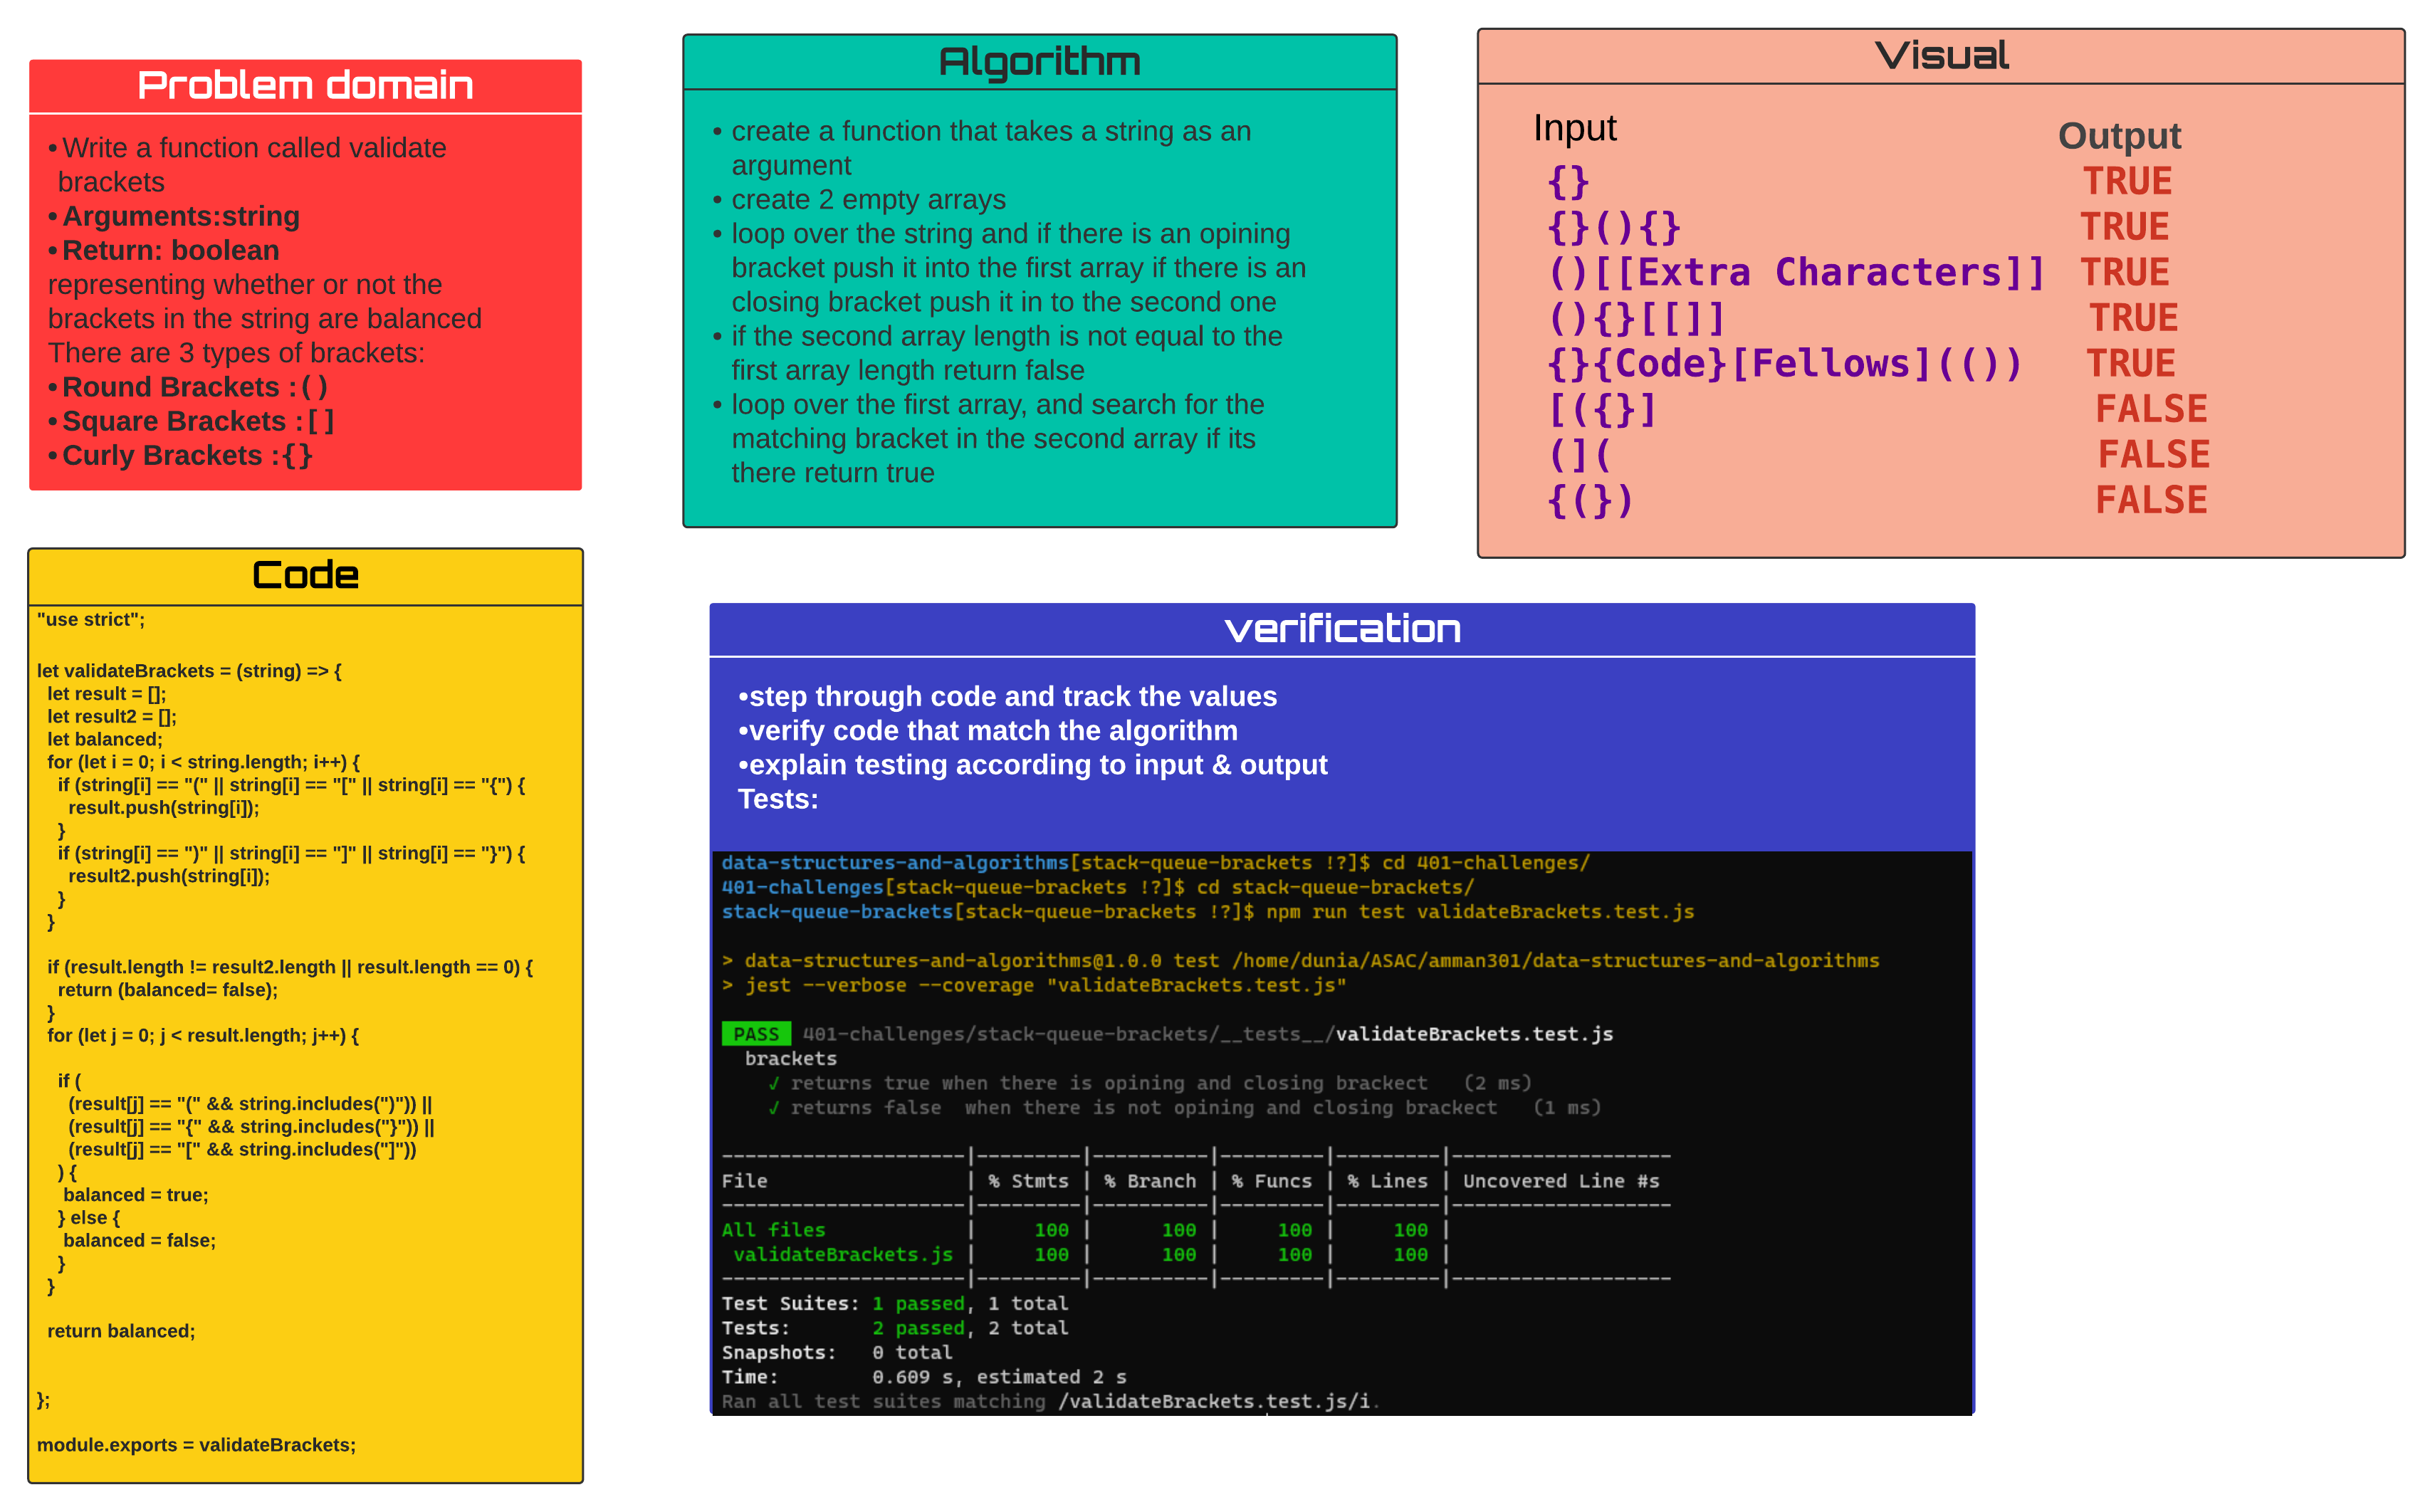 Problem domain
•Write a function called validate
brackets
•Arguments:string
•Return: boolean
representing whether or not the
brackets in the string are balanced
There are 3 types of brackets:
•Round Brackets :()
•Square Brackets :[]
•Curly Brackets :{}
Algorithm
• create a function that takes a string as an
argument
• create 2 empty arrays
• loop over the string and if there is an opining
bracket push it into the first array if there is an
closing bracket push it in to the second one
• if the second array length is not equal to the
first array length return false
• loop over the first array, and search for the
matching bracket in the second array if its
there return true
Visual
Input Output
{} TRUE
{}(){} TRUE
()[[Extra Characters]] TRUE
(){}[[]] TRUE
{}{Code}[Fellows](()) TRUE
[({}] FALSE
(]( FALSE
{(}) FALSE
Code
"use strict";
let validateBrackets = (string) => {
let result = [];
let result2 = [];
let balanced;
for (let i = 0; i < string.length; i++) {
if (string[i] == "(" || string[i] == "[" || string[i] == "{") {
result.push(string[i]);
}
if (string[i] == ")" || string[i] == "]" || string[i] == "}") {
result2.push(string[i]);
}
}
if (result.length != result2.length || result.length == 0) {
return (balanced= false);
}
for (let j = 0; j < result.length; j++) {
if (
(result[j] == "(" && string.includes(")")) ||
(result[j] == "{" && string.includes("}")) ||
(result[j] == "[" && string.includes("]"))
) {
balanced = true;
} else {
balanced = false;
}
}
return balanced;
};
module.exports = validateBrackets;
verification
•step through code and track the values
•verify code that match the algorithm
•explain testing according to input & output
Tests:
data-structures-and-algorithms[stack-queue-brackets !?]$ cd 401-challenges/
401-challenges[stack-queue-brackets !?]$ cd stack-queue-brackets/
stack-queue-brackets[stack-queue-brackets !?]$ npm run test validateBrackets.test.js
> data-structures-and-algorithms@1.0.0 test /home/dunia/ASAC/amman301/data-structures-and-algorithms
> jest --verbose --coverage "validateBrackets.test.js"
PASS 401-challenges/stack-queue-brackets/__tests__/validateBrackets.test.js
brackets
✓ returns true when there is opining and closing brackect (2 ms)
✓ returns false when there is not opining and closing brackect (1 ms)
---------------------|---------|----------|---------|---------|-------------------
File | % Stmts | % Branch | % Funcs | % Lines | Uncovered Line #s
---------------------|---------|----------|---------|---------|-------------------
All files | 100 | 100 | 100 | 100 |
validateBrackets.js | 100 | 100 | 100 | 100 |
---------------------|---------|----------|---------|---------|-------------------
Test Suites: 1 passed, 1 total
Tests: 2 passed, 2 total
Snapshots: 0 total
Time: 0.609 s, estimated 2 s
Ran all test suites matching /validateBrackets.test.js/i.